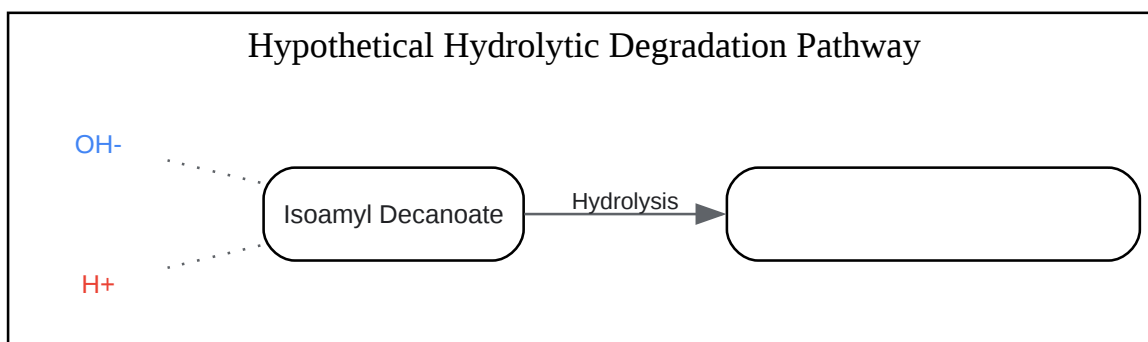 Hypothetical Hydrolytic Degradation Pathway
OH-
Isoamyl Decanoate
Hydrolysis
H+